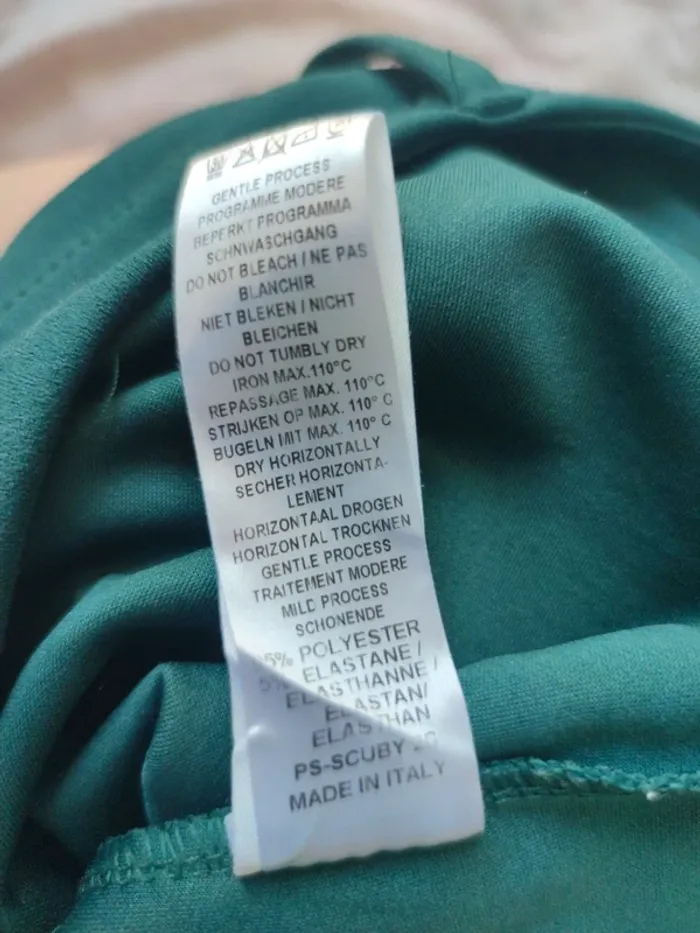 GENTLE PROCESS
PROGRAMME MODERE
BEPERKT PROGRAMMA
SCHNWASCHGANG
DO NOT BLEACH / NE PAS
BLANCHIR
NIET BLEKEN / NICHT
BLEICHEN
DO NOT TUMBLY DRY
IRON MAX.110°C
REPASSAGE MAX. 110°C
STRIJKEN OP MAX. 110° C
BUGELN MIT MAX. 110° C
DRY HORIZONTALLY
SECHER HORIZONTA-
LEMENT
HORIZONTAAL DROGEN
HORIZONTAL TROCKNEN
GENTLE PROCESS
TRAITEMENT MODERE
MILD PROCESS
SCHONENDE
POLYESTER
5% ELASTANE /
ELASTHANNE /
ELASTAN/
ELASTHAN
PS-SCUBY
MADE IN ITALY